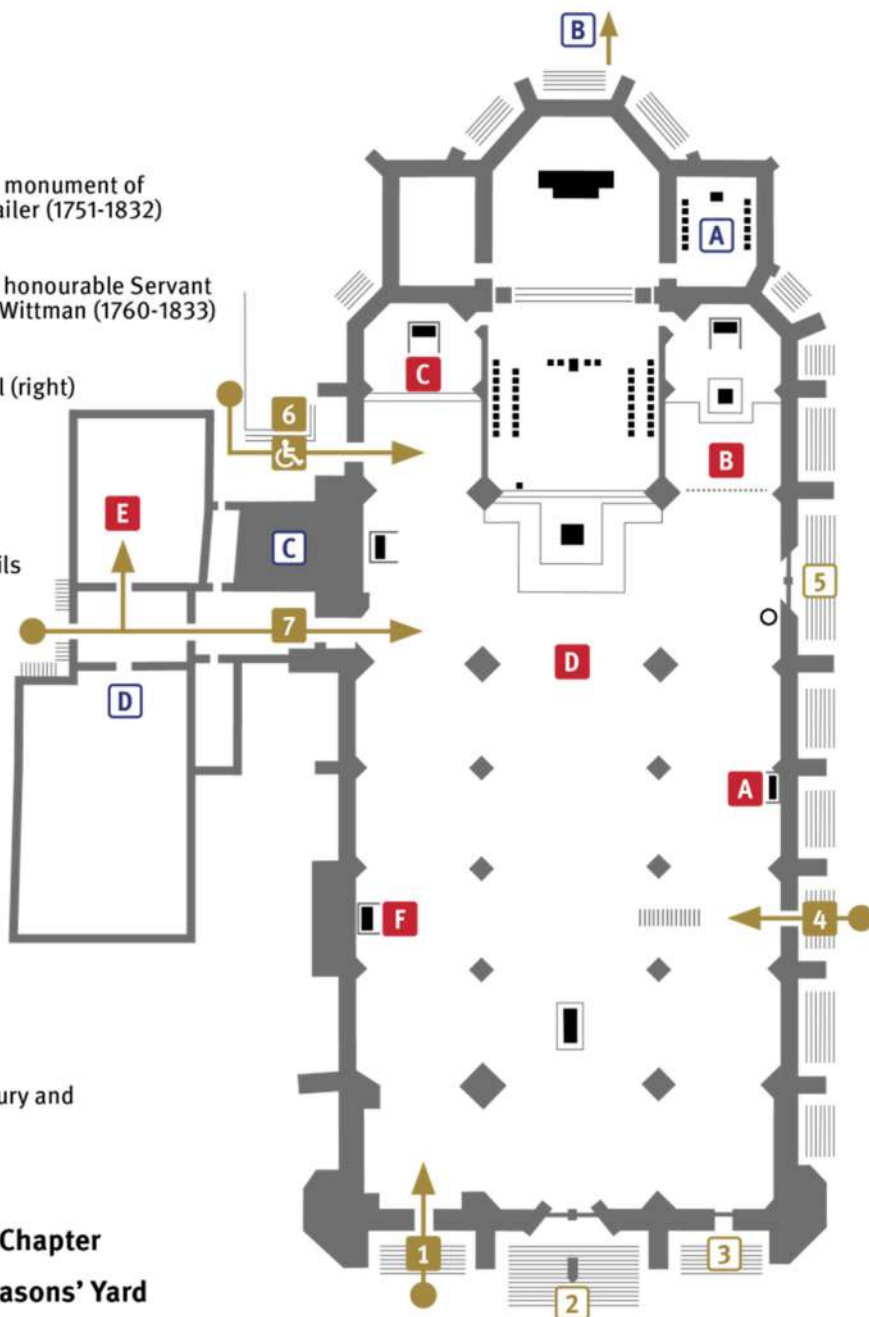 B
monument of
ailer (1751-1832)
A
honourable Servant
Wittman (1760-1833)
l (right)
C
6
B
E
C
ils
5
7
D
D
A
F
4
ury and
Chapter
1
3
asons’ Yard
2